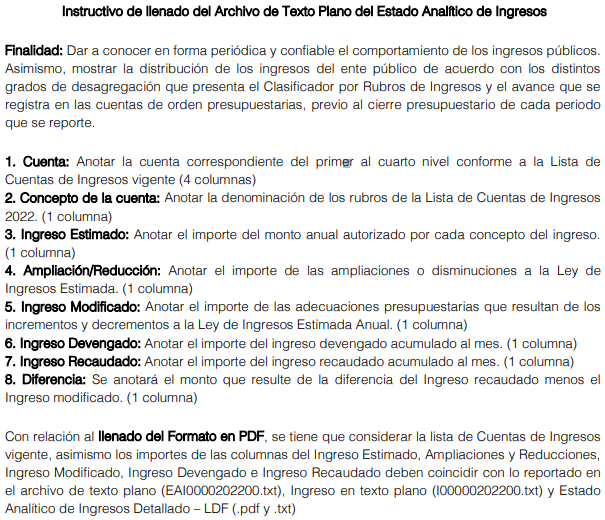 Instructivo de llenado del Archivo de Texto Plano del Estado Analítico de Ingresos
Finalidad: Dar a conocer en forma periódica y confiable el comportamiento de los ingresos públicos.
Asimismo, mostrar la distribución de los ingresos del ente público de acuerdo con los distintos
grados de desagregación que presenta el Clasificador por Rubros de Ingresos y el avance que se
registra en las cuentas de orden presupuestarias, previo al cierre presupuestario de cada periodo
que se reporte.
1. Cuenta: Anotar la cuenta correspondiente del primer al cuarto nivel conforme a la Lista de
Cuentas de Ingresos vigente (4 columnas)
2. Concepto de la cuenta: Anotar la denominación de los rubros de la Lista de Cuentas de Ingresos
2022. (1 columna)
3. Ingreso Estimado: Anotar el importe del monto anual autorizado por cada concepto del ingreso.
(1 columna)
4. Ampliación/Reducción: Anotar el importe de las ampliaciones o disminuciones a la Ley de
Ingresos Estimada. (1 columna)
5. Ingreso Modificado: Anotar el importe de las adecuaciones presupuestarias que resultan de los
incrementos y decrementos a la Ley de Ingresos Estimada Anual. (1 columna)
6. Ingreso Devengado: Anotar el importe del ingreso devengado acumulado al mes. (1 columna)
7. Ingreso Recaudado: Anotar el importe del ingreso recaudado acumulado al mes. (1 columna)
8. Diferencia: Se anotará el monto que resulte de la diferencia del Ingreso recaudado menos el
Ingreso modificado. (1 columna)
Con relación al llenado del Formato en PDF, se tiene que considerar la lista de Cuentas de Ingresos
vigente, asimismo los importes de las columnas del Ingreso Estimado, Ampliaciones y Reducciones,
Ingreso Modificado, Ingreso Devengado e Ingreso Recaudado deben coincidir con lo reportado en
el archivo de texto plano (EAI0000202200.txt), Ingreso en texto plano (I00000202200.txt) y Estado
Analítico de Ingresos Detallado – LDF (.pdf y .txt)